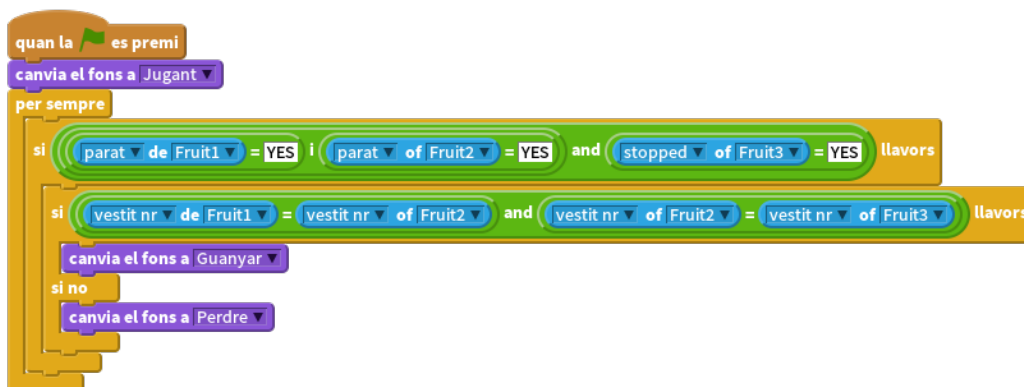 quan la es premi
canvia el fons a Jugant
per sempre
si parat de Fruit1 = YES i parat of Fruit2 = YES and stopped of Fruit3 = YES llavors
si vestit nr de Fruit1 = vestit nr of Fruit2 and vestit nr of Fruit2 = vestit nr of Fruit3 llavors
canvia el fons a Guanyar
si no
canvia el fons a Perdre